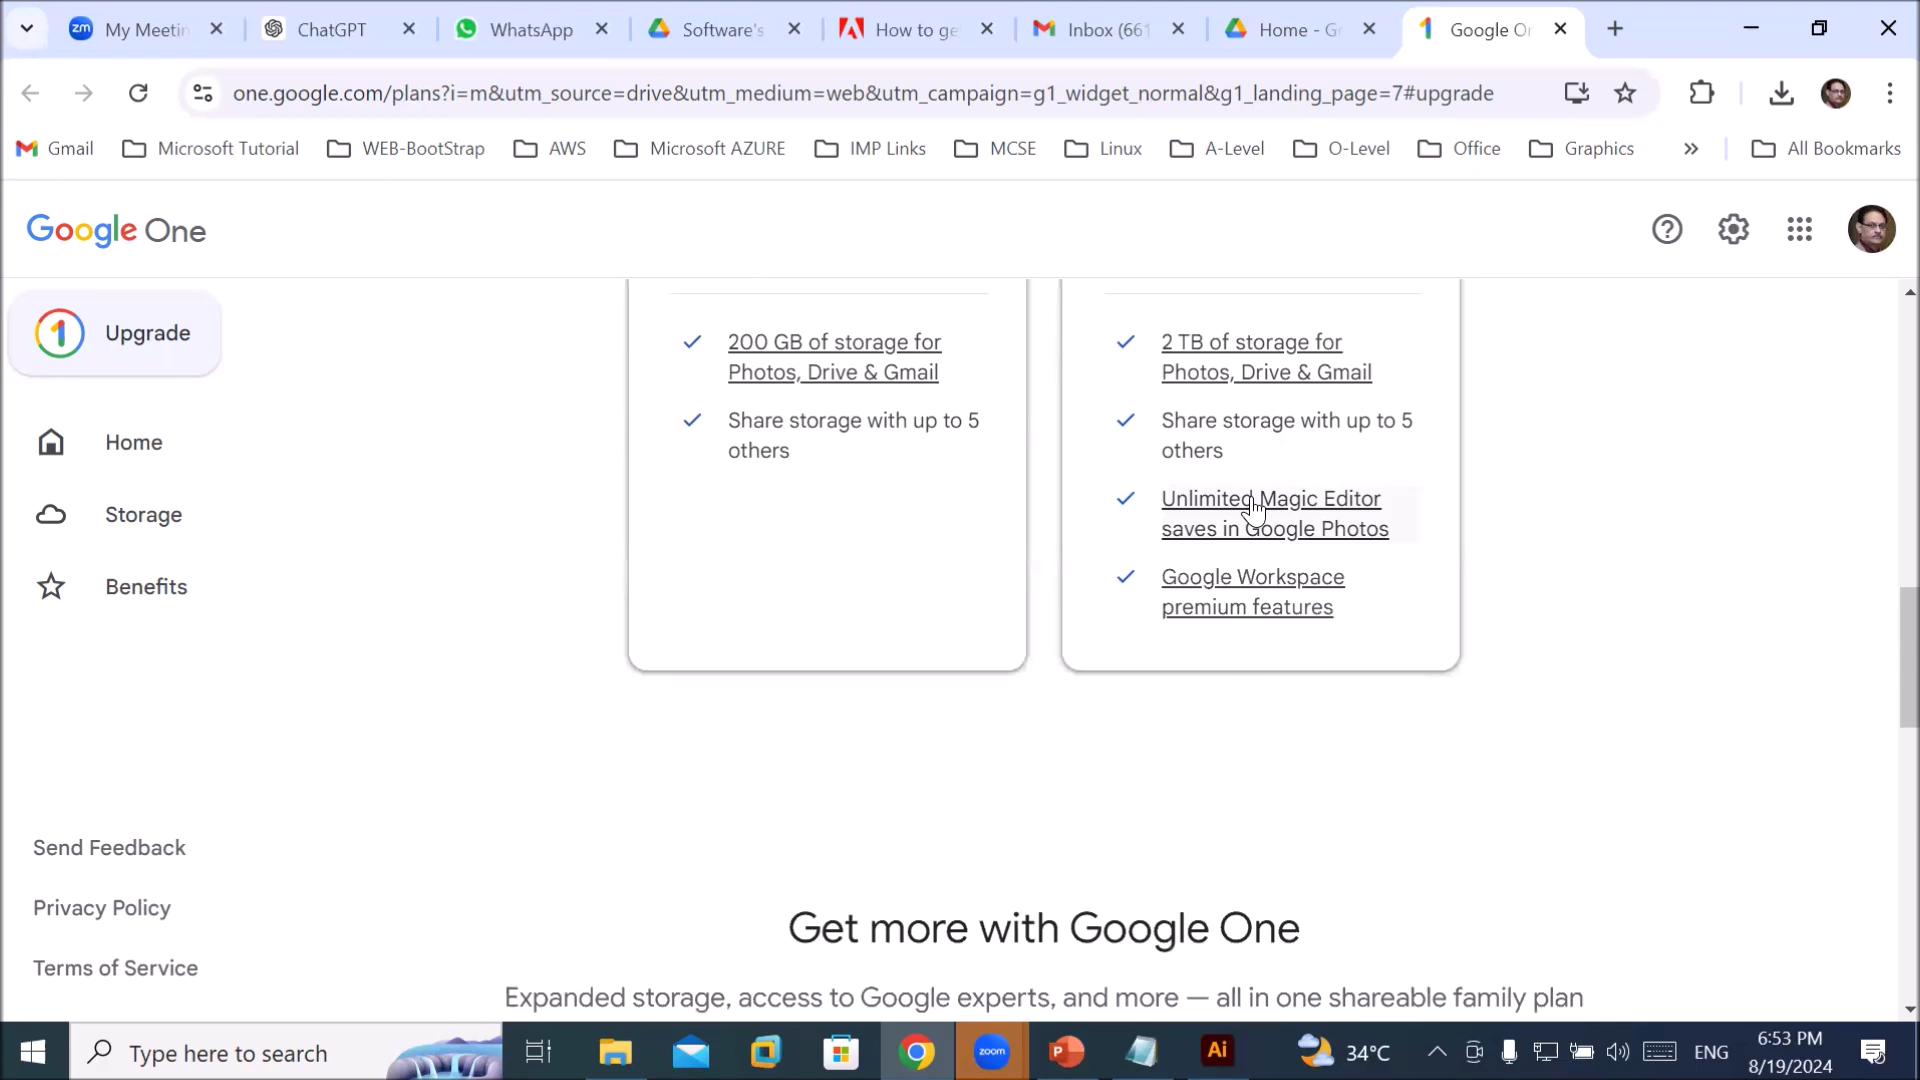 zm My Meetin
ChatGPT
WhatsApp
Software's
How to ge
Inbox (661
Home - G
Google O
one.google.com/plans?i=m&utm_source=drive&utm_medium=web&utm_campaign=g1_widget_normal&g1_landing_page=7#upgrade
Gmail
Microsoft Tutorial
WEB-BootStrap
AWS
Microsoft AZURE
IMP Links
MCSE
Linux
A-Level
O-Level
Office
Graphics
All Bookmarks
Google One
Upgrade
Home
Storage
Benefits
Send Feedback
Privacy Policy
Terms of Service
200 GB of storage for
Photos, Drive & Gmail
Share storage with up to 5
others
2 TB of storage for
Photos, Drive & Gmail
Share storage with up to 5
others
Unlimited Magic Editor
saves in Google Photos
Google Workspace
premium features
Get more with Google One
Expanded storage, access to Google experts, and more — all in one shareable family plan
Type here to search
zoom
Ai
34°C
ENG
6:53 PM
8/19/2024